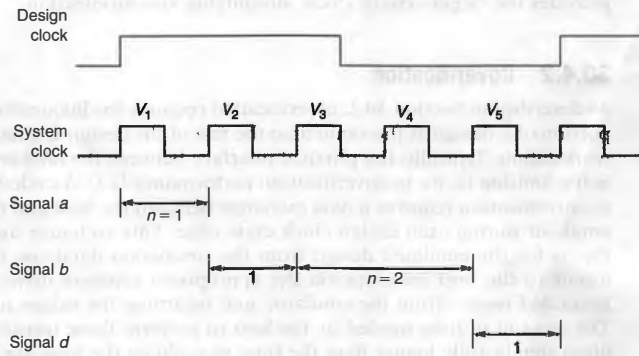 Design
clock
V1 V2 V3 V4 V5
System
clock
Signal a
n = 1
Signal b
1 n = 2
Signal d
1